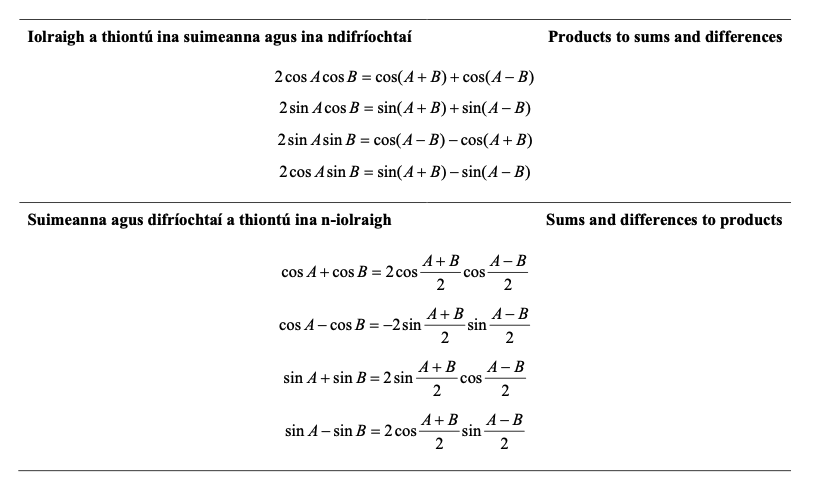 Iolraigh a thiontú ina suimeanna agus ina ndifríochtaí Products to sums and differences
2 cos A cos B = cos(A + B) + cos(A − B)
2 sin A cos B = sin(A + B) + sin(A − B)
2 sin A sin B = cos(A − B) − cos(A + B)
2 cos A sin B = sin(A + B) − sin(A − B)
Suimeanna agus difríochtaí a thiontú ina n-iolraigh Sums and differences to products
cos A + cos B = 2 cos \frac{A + B}{2} cos \frac{A − B}{2}
cos A − cos B = −2 sin \frac{A + B}{2} sin \frac{A − B}{2}
sin A + sin B = 2 sin \frac{A + B}{2} cos \frac{A − B}{2}
sin A − sin B = 2 cos \frac{A + B}{2} sin \frac{A − B}{2}